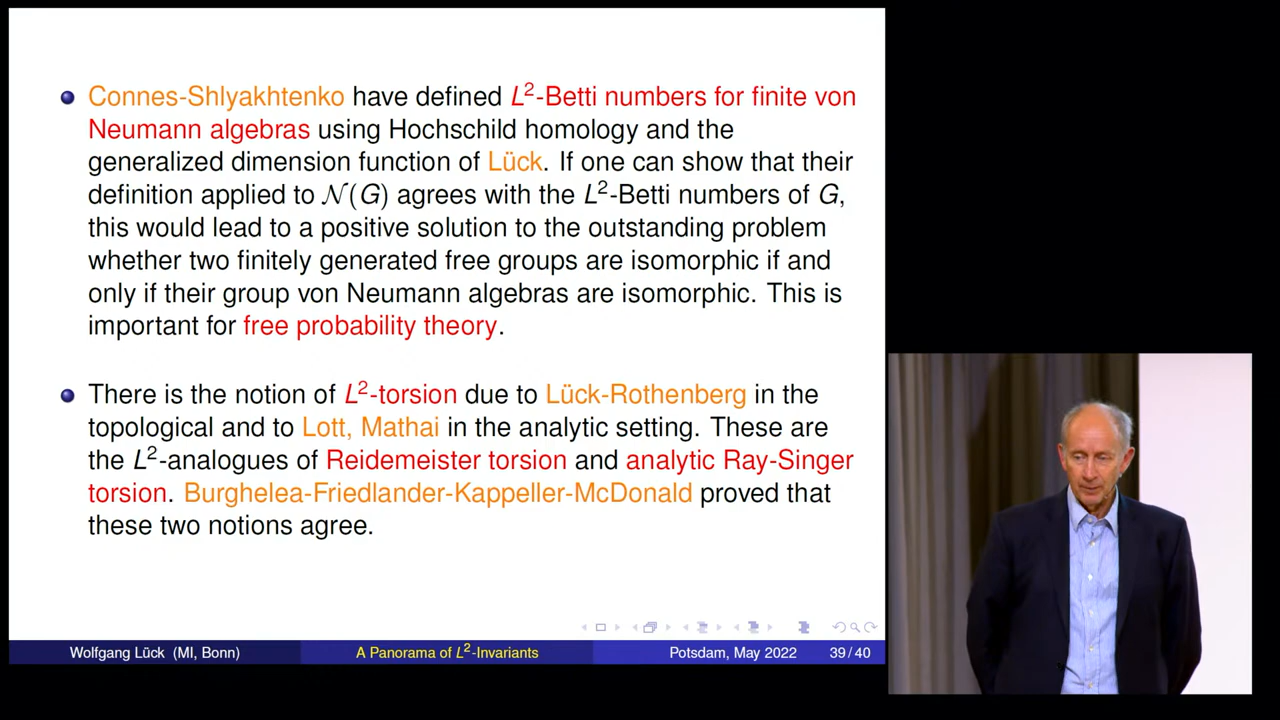 Connes-Shlyakhtenko have defined L²-Betti numbers for finite von
Neumann algebras using Hochschild homology and the
generalized dimension function of Lück. If one can show that their
definition applied to 𝒩(G) agrees with the L²-Betti numbers of G,
this would lead to a positive solution to the outstanding problem
whether two finitely generated free groups are isomorphic if and
only if their group von Neumann algebras are isomorphic. This is
important for free probability theory.
There is the notion of L²-torsion due to Lück-Rothenberg in the
topological and to Lott, Mathai in the analytic setting. These are
the L²-analogues of Reidemeister torsion and analytic Ray-Singer
torsion. Burghelea-Friedlander-Kappeller-McDonald proved that
these two notions agree.
Wolfgang Lück (MI, Bonn) A Panorama of L²-Invariants Potsdam, May 2022 39 / 40